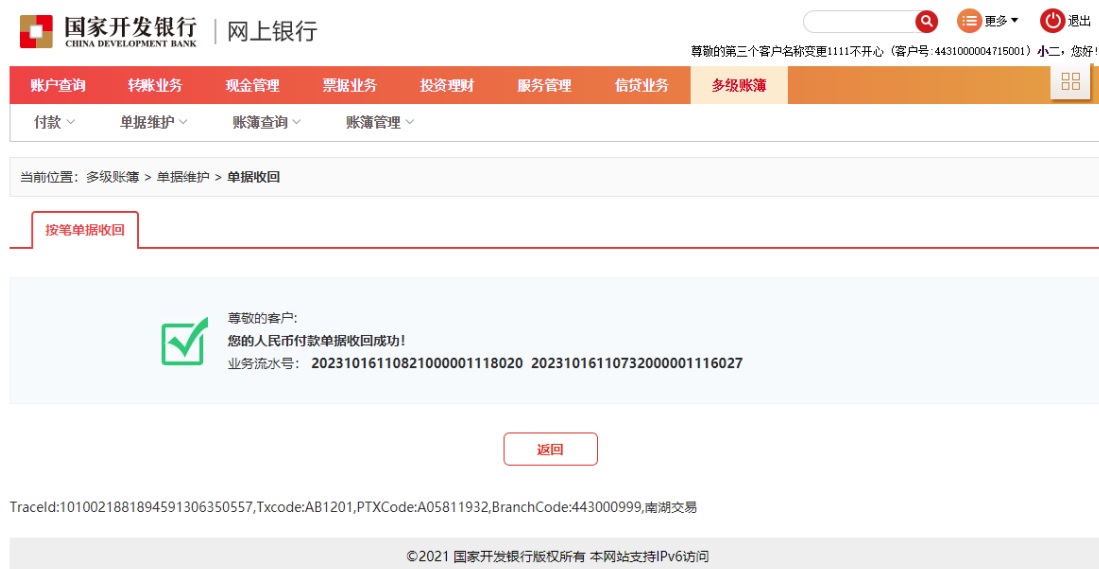 国家开发银行 网上银行
CHINA DEVELOPMENT BANK
更多 退出
尊敬的第三个客户名称变更1111不开心（客户号:4431000004715001）小二，您好!
账户查询 转账业务 现金管理 票据业务 投资理财 服务管理 信贷业务 多级账簿
付款 单据维护 账簿查询 账簿管理
当前位置：多级账簿 > 单据维护 > 单据收回
按笔单据收回
尊敬的客户:
您的人民币付款单据收回成功!
业务流水号： 20231016110821000001118020 20231016110732000001116027
返回
TraceId:1010021881894591306350557,Txcode:AB1201,PTXCode:A05811932,BranchCode:443000999,南湖交易
©2021 国家开发银行版权所有 本网站支持IPv6访问